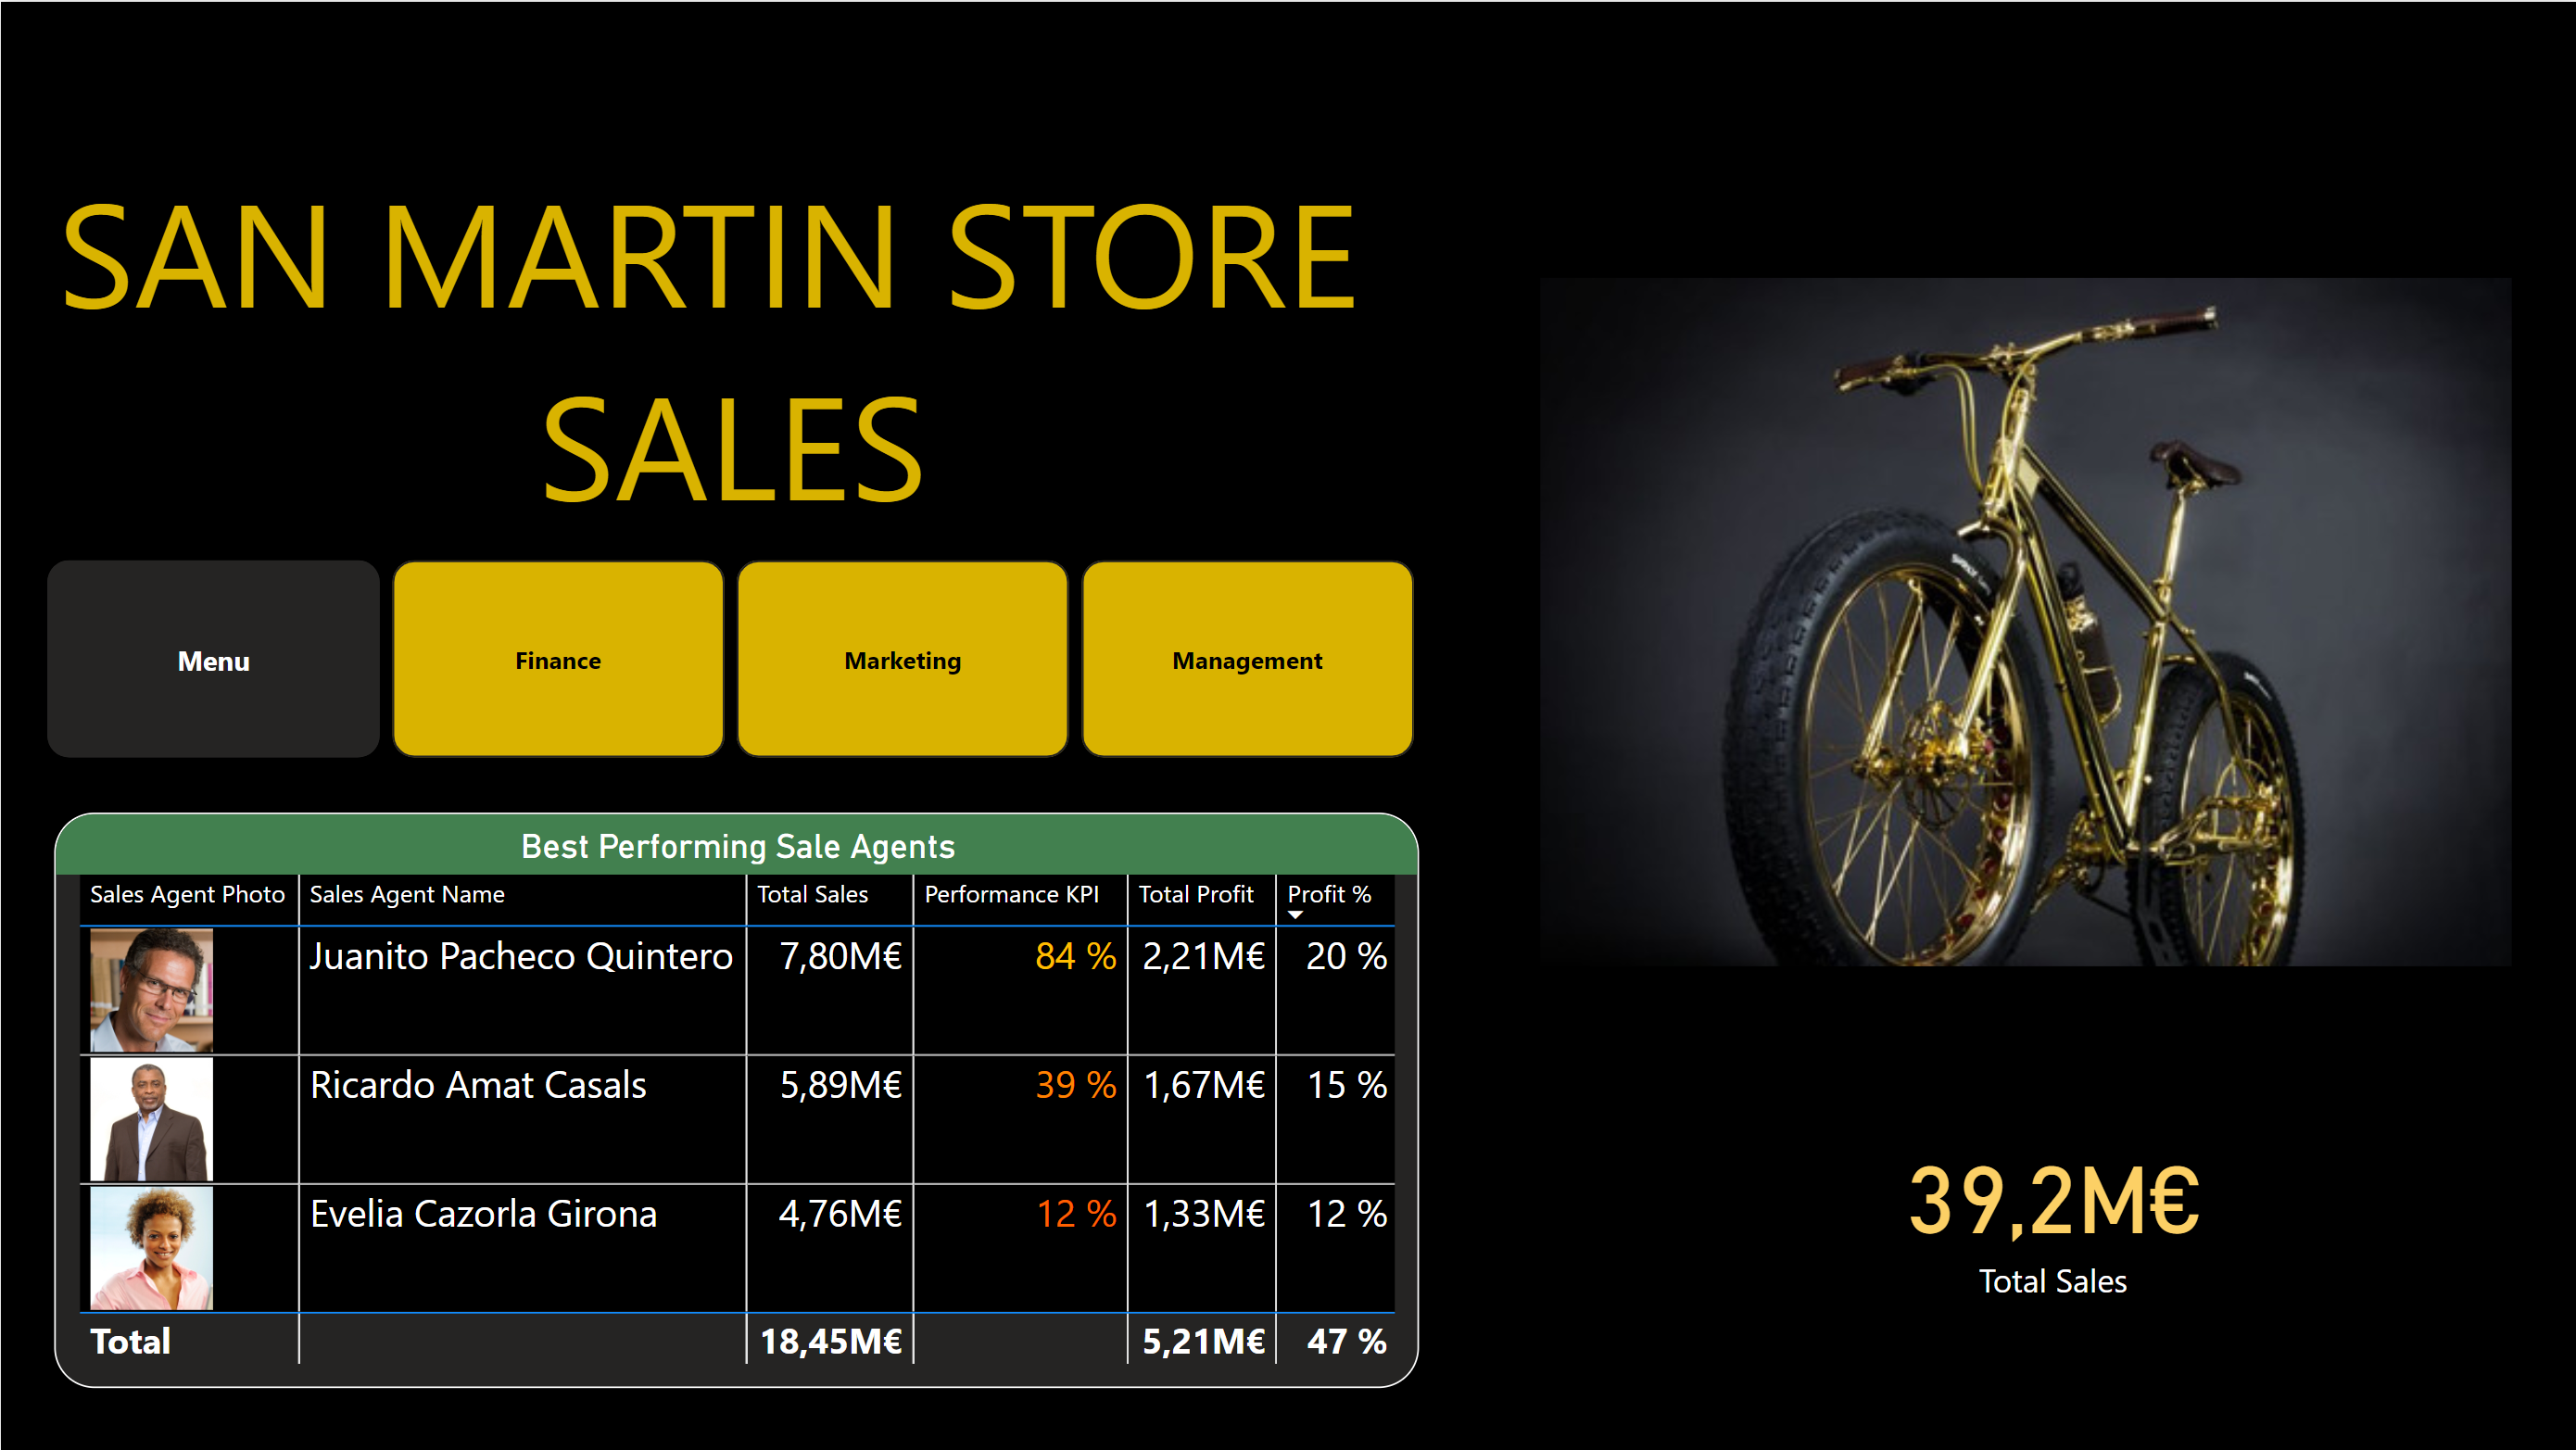 SAN MARTIN STORE
SALES
Menu
Finance
Marketing
Management
Best Performing Sale Agents
Sales Agent Photo Sales Agent Name Total Sales Performance KPI Total Profit Profit %
Juanito Pacheco Quintero 7,80M€ 84 % 2,21M€ 20 %
Ricardo Amat Casals 5,89M€ 39 % 1,67M€ 15 %
Evelia Cazorla Girona 4,76M€ 12 % 1,33M€ 12 %
Total 18,45M€ 5,21M€ 47 %
39,2M€
Total Sales